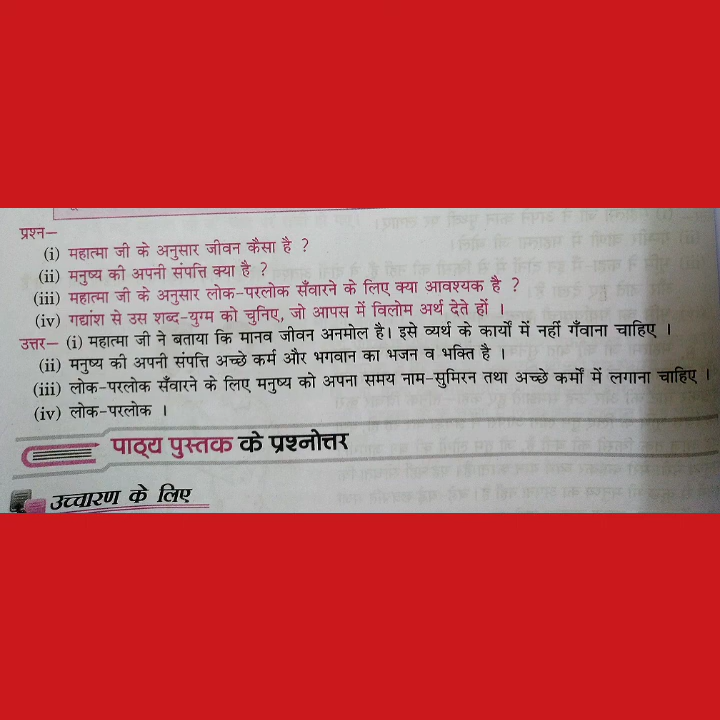 प्रश्न—
(i) महात्मा जी के अनुसार जीवन कैसा है ?
(ii) मनुष्य की अपनी संपत्ति क्या है ?
(iii) महात्मा जी के अनुसार लोक-परलोक सँवारने के लिए क्या आवश्यक है ?
(iv) गद्यांश से उस शब्द-युग्म को चुनिए, जो आपस में विलोम अर्थ देते हों ।
उत्तर— (i) महात्मा जी ने बताया कि मानव जीवन अनमोल है। इसे व्यर्थ के कार्यों में नहीं गँवाना चाहिए ।
(ii) मनुष्य की अपनी संपत्ति अच्छे कर्म और भगवान का भजन व भक्ति है ।
(iii) लोक-परलोक सँवारने के लिए मनुष्य को अपना समय नाम-सुमिरन तथा अच्छे कर्मों में लगाना चाहिए ।
(iv) लोक-परलोक ।
पाठ्य पुस्तक के प्रश्नोत्तर
उच्चारण के लिए